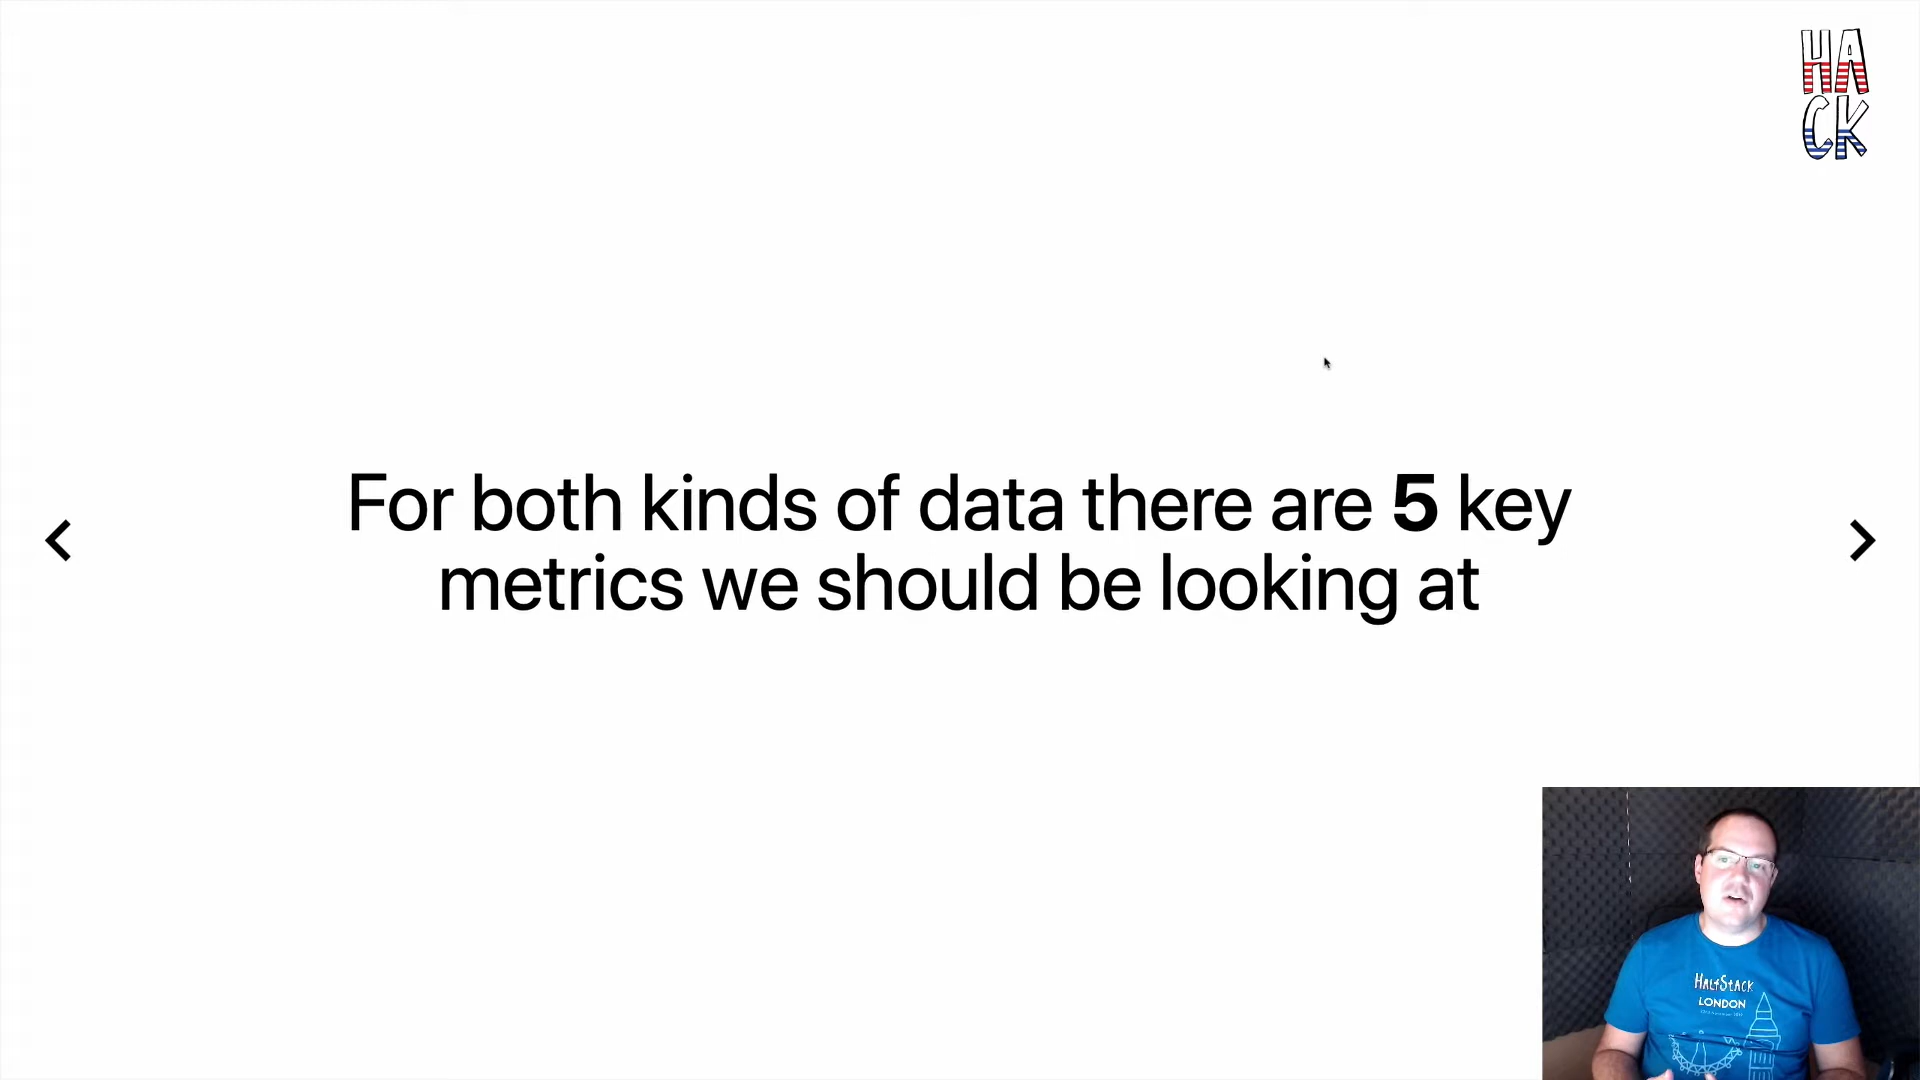 HA
CK
For both kinds of data there are 5 key
metrics we should be looking at
HALFSTACK
LONDON